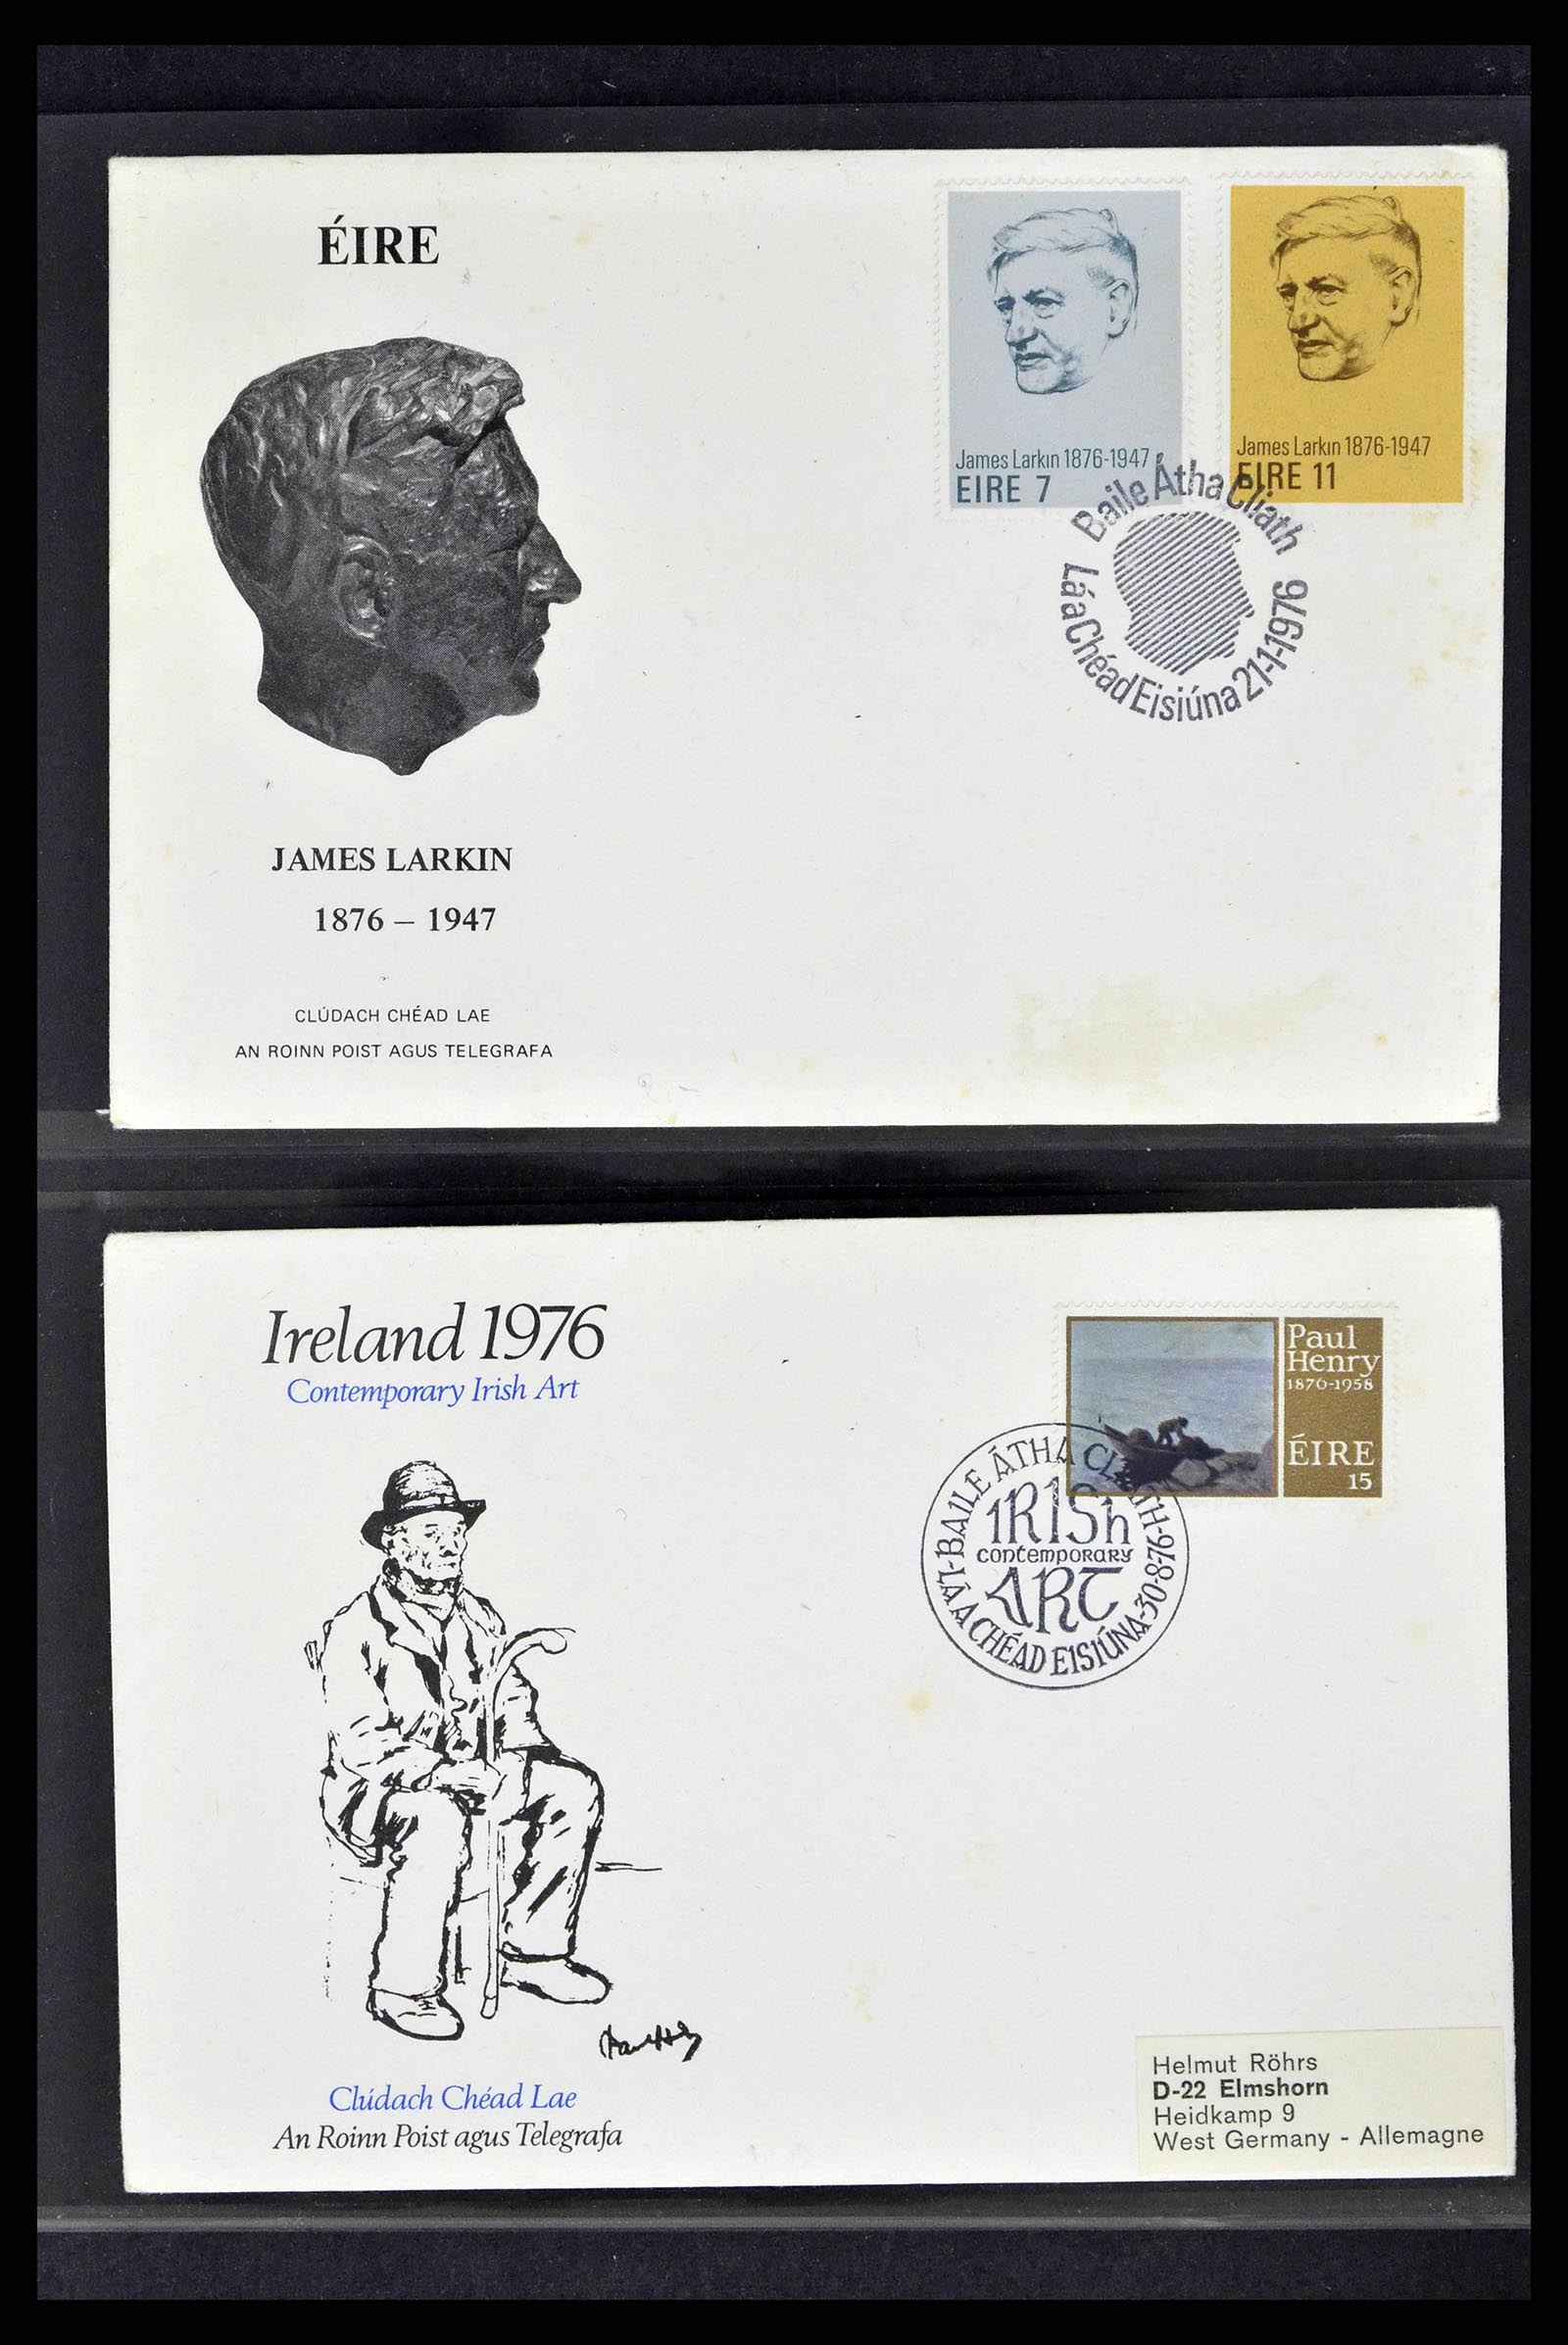 ÉIRE
JAMES LARKIN
1876 – 1947
CLÚDACH CHÉAD LAE
AN ROINN POIST AGUS TELEGRAFA
James Larkin 1876-1947
EIRE 7
James Larkin 1876-1947
EIRE 11
Baile Átha Cliath
Lá a Chéad Eisiúna 21-1-1976
Ireland 1976
Contemporary Irish Art
Clúdach Chéad Lae
An Roinn Poist agus Telegrafa
Paul
Henry
1876-1958
ÉIRE
15
BAILE ÁTHA CLIATH-30-8-76
LÁ A CHÉAD EISIÚNA
IRISh
contemporary
ART
Helmut Röhrs
D-22 Elmshorn
Heidkamp 9
West Germany - Allemagne